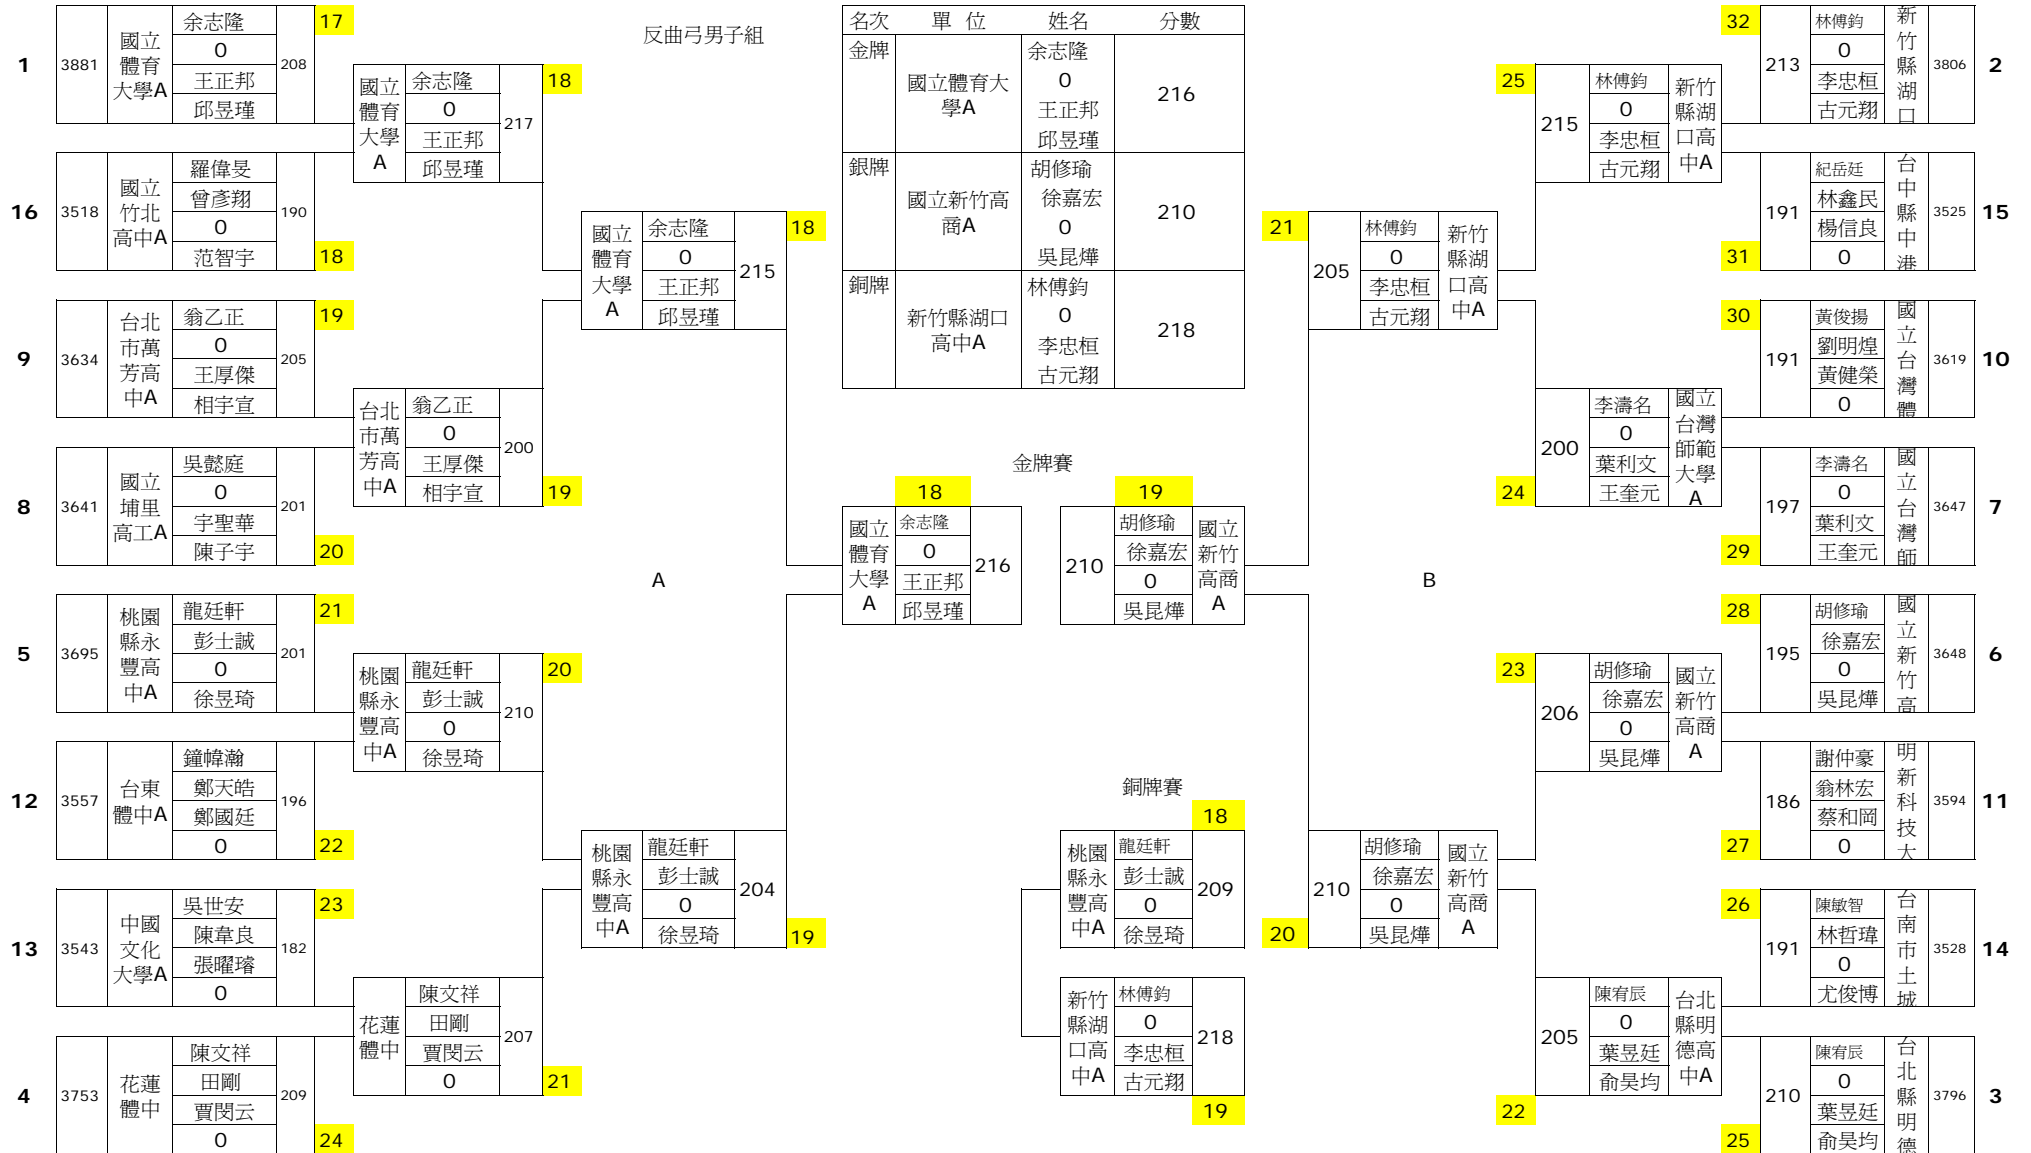 反曲弓男子組
名次 單 位 姓名 分數
金牌 國立體育大學A 余志隆 0 王正邦 邱昱瑾 216
銀牌 國立新竹高商A 胡修瑜 徐嘉宏 0 吳昆燁 210
銅牌 新竹縣湖口高中A 林傅鈞 0 李忠桓 古元翔 218
1 3881 國立體育大學A 余志隆 0 王正邦 邱昱瑾 208 17
16 3518 國立竹北高中A 羅偉旻 曾彥翔 0 范智宇 190 18
9 3634 台北市萬芳高中A 翁乙正 0 王厚傑 相宇宣 205 19
8 3641 國立埔里高工A 吳懿庭 0 宇聖華 陳子宇 201 20
5 3695 桃園縣永豐高中A 龍廷軒 彭士誠 0 徐昱琦 201 21
12 3557 台東體中A 鐘幃瀚 鄭天皓 鄭國廷 0 196 22
13 3543 中國文化大學A 吳世安 陳韋良 張曜璿 0 182 23
4 3753 花蓮體中 陳文祥 田剛 賈閔云 0 209 24
國立體育大學A 余志隆 0 王正邦 邱昱瑾 217 18
台北市萬芳高中A 翁乙正 0 王厚傑 相宇宣 200 19
桃園縣永豐高中A 龍廷軒 彭士誠 0 徐昱琦 210 20
花蓮體中 陳文祥 田剛 賈閔云 0 207 21
國立體育大學A 余志隆 0 王正邦 邱昱瑾 215 18
A
桃園縣永豐高中A 龍廷軒 彭士誠 0 徐昱琦 204 19
金牌賽
18 國立體育大學A 余志隆 0 王正邦 邱昱瑾 216
19 210 胡修瑜 徐嘉宏 0 吳昆燁 國立新竹高商A
銅牌賽
18 桃園縣永豐高中A 龍廷軒 彭士誠 0 徐昱琦 209
新竹縣湖口高中A 林傅鈞 0 李忠桓 古元翔 218 19
21 205 林傅鈞 0 李忠桓 古元翔 新竹縣湖口高中A
B
20 210 胡修瑜 徐嘉宏 0 吳昆燁 國立新竹高商A
25 215 林傅鈞 0 李忠桓 古元翔 新竹縣湖口高中A
24 200 李濤名 0 葉利文 王奎元 國立台灣師範大學A
23 206 胡修瑜 徐嘉宏 0 吳昆燁 國立新竹高商A
22 205 陳宥辰 0 葉昱廷 俞昊均 台北縣明德高中A
32 213 林傅鈞 0 李忠桓 古元翔 新竹縣湖口 3806 2
31 191 紀岳廷 林鑫民 楊信良 0 台中縣中港 3525 15
30 191 黃俊揚 劉明煌 黃健榮 0 國立台灣體 3619 10
29 197 李濤名 0 葉利文 王奎元 國立台灣師 3647 7
28 195 胡修瑜 徐嘉宏 0 吳昆燁 國立新竹高 3648 6
27 186 謝仲豪 翁林宏 蔡和岡 0 明新科技大 3594 11
26 191 陳敏智 林哲瑋 0 尤俊博 台南市土城 3528 14
25 210 陳宥辰 0 葉昱廷 俞昊均 台北縣明德 3796 3